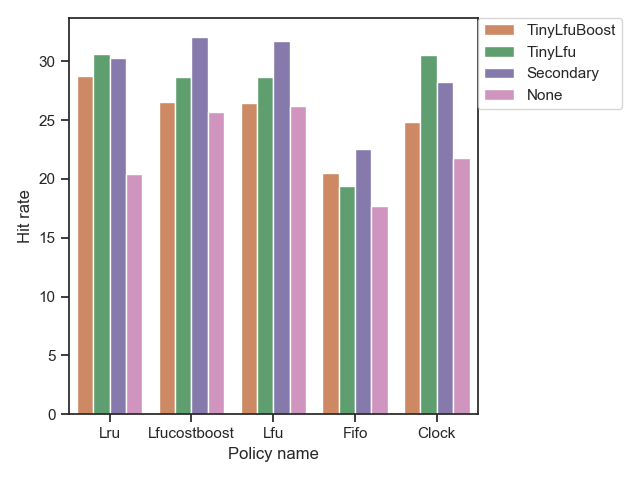 TinyLfuBoost
TinyLfu
Secondary
None
30
25
20
15
10
5
0
Hit rate
Lru Lfucostboost Lfu Fifo Clock
Policy name